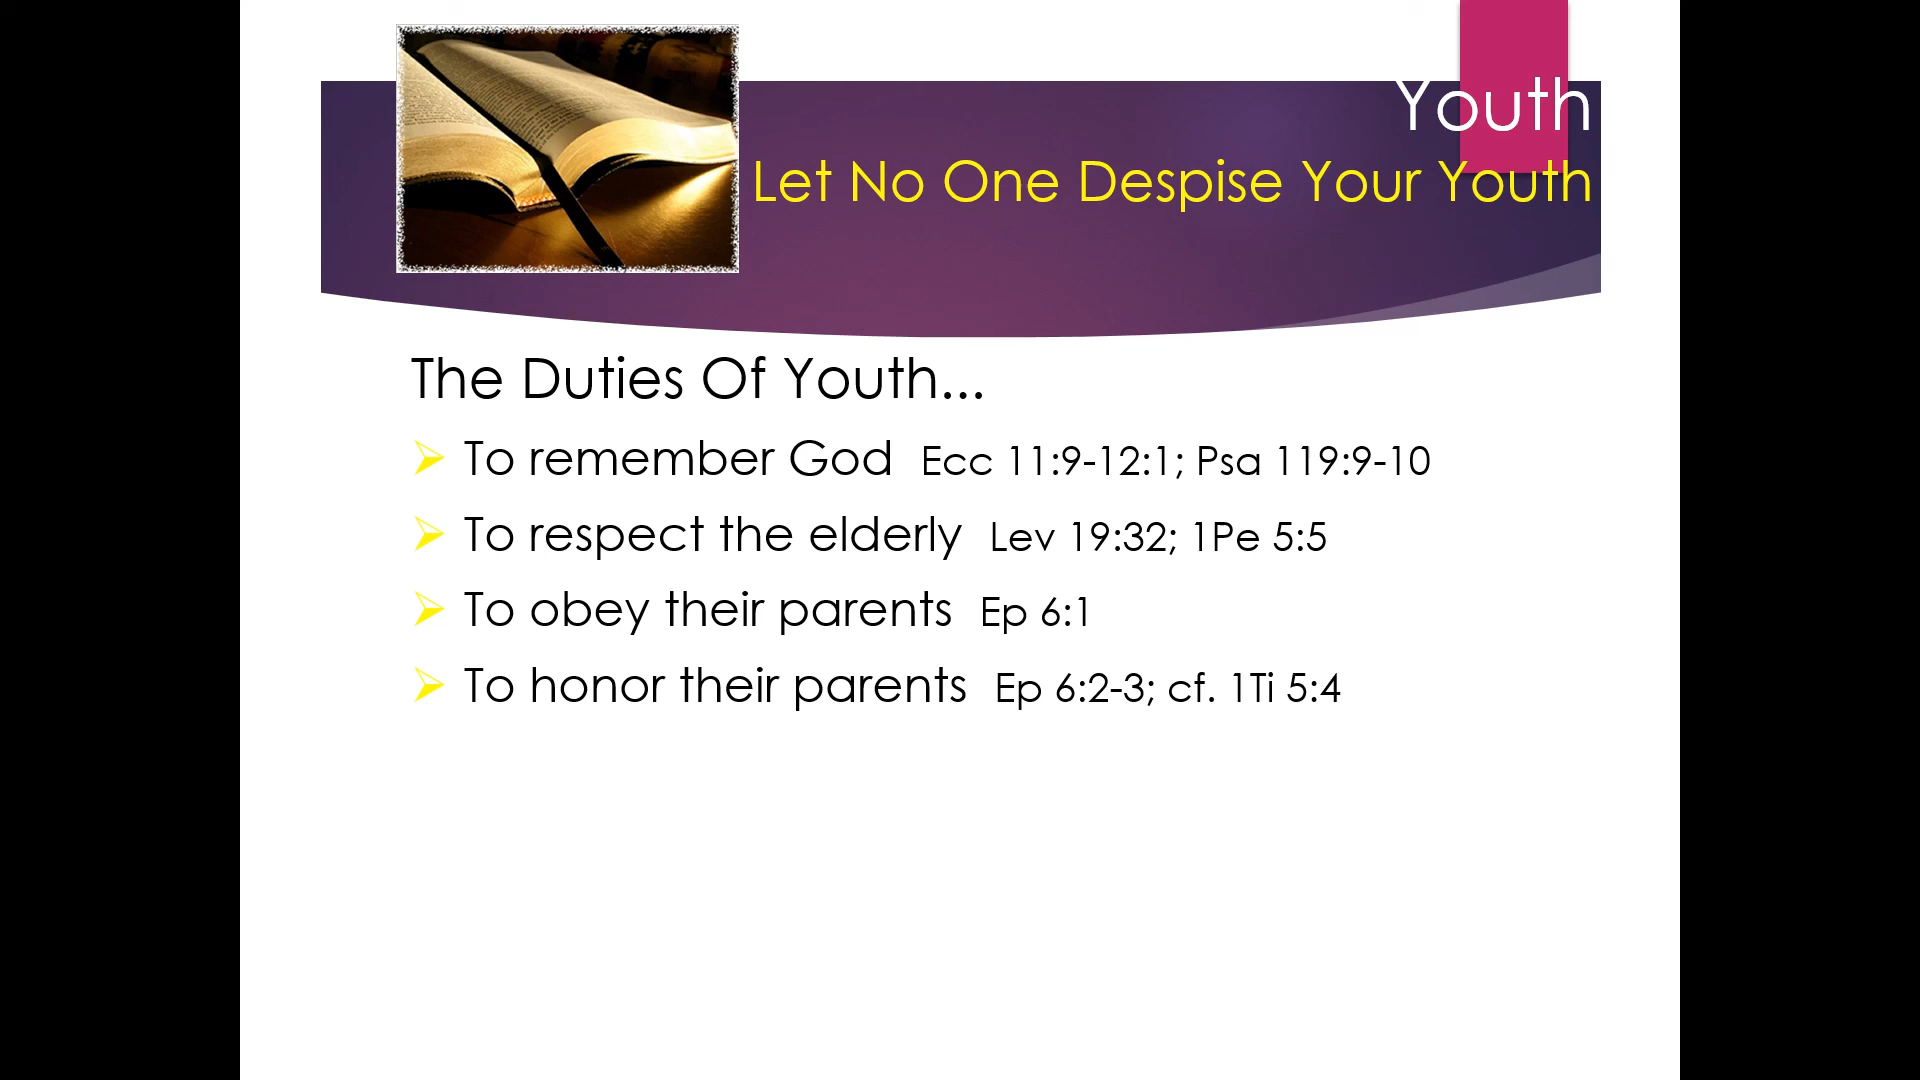 Youth
Let No One Despise Your Youth
The Duties Of Youth...
To remember God Ecc 11:9-12:1; Psa 119:9-10
To respect the elderly Lev 19:32; 1Pe 5:5
To obey their parents Ep 6:1
To honor their parents Ep 6:2-3; cf. 1Ti 5:4